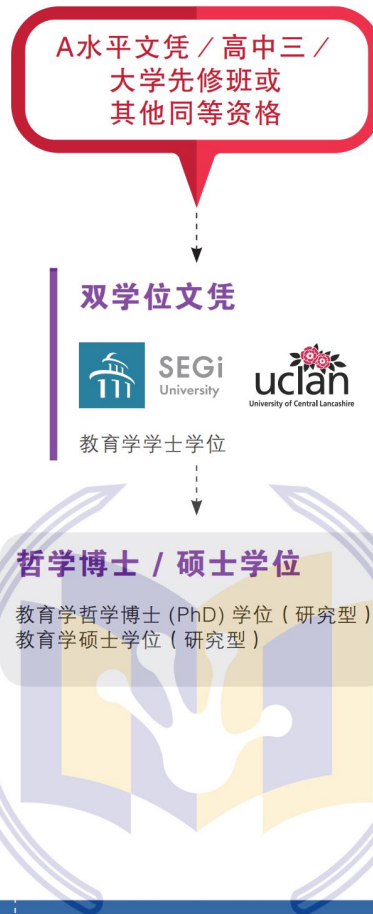 A水平文凭 / 高中三 /
大学先修班或
其他同等资格
双学位文凭
SEGi
University
uclan
University of Central Lancashire
教育学学士学位
哲学博士 / 硕士学位
教育学哲学博士 (PhD) 学位 ( 研究型 )
教育学硕士学位 ( 研究型 )